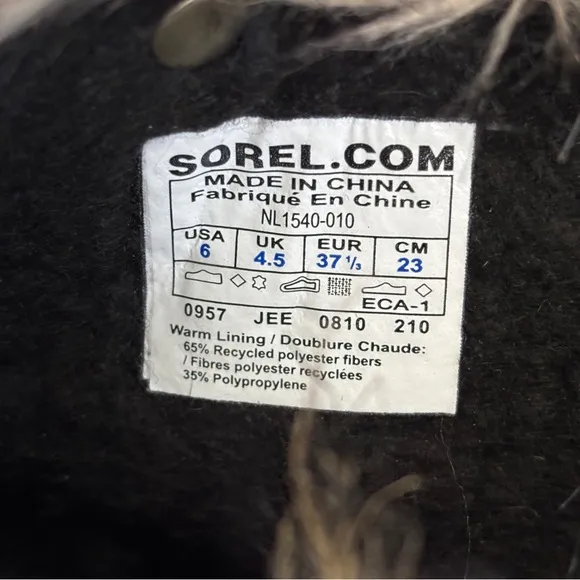 SOREL.COM
MADE IN CHINA
Fabriqué En Chine
NL1540-010
USA UK EUR CM
6 4.5 37 1/3 23
ECA-1
0957 JEE 0810 210
Warm Lining / Doublure Chaude:
65% Recycled polyester fibers
/ Fibres polyester recyclées
35% Polypropylene